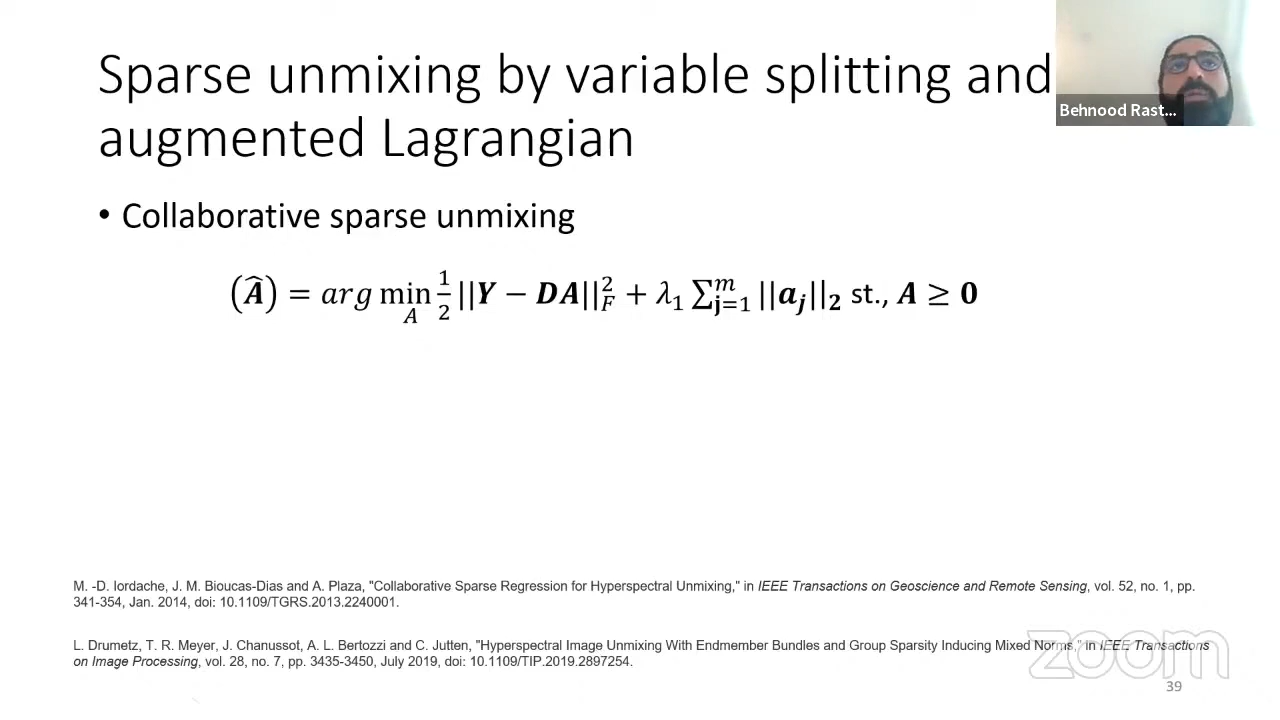 Sparse unmixing by variable splitting and
augmented Lagrangian
Behnood Rast...
• Collaborative sparse unmixing
(Â) = arg min_A 1/2 ||Y − DA||_F^2 + λ_1 ∑_{j=1}^m ||a_j||_2 st., A ≥ 0
M. -D. Iordache, J. M. Bioucas-Dias and A. Plaza, "Collaborative Sparse Regression for Hyperspectral Unmixing," in IEEE Transactions on Geoscience and Remote Sensing, vol. 52, no. 1, pp.
341-354, Jan. 2014, doi: 10.1109/TGRS.2013.2240001.
L. Drumetz, T. R. Meyer, J. Chanussot, A. L. Bertozzi and C. Jutten, "Hyperspectral Image Unmixing With Endmember Bundles and Group Sparsity Inducing Mixed Norms," in IEEE Transactions
on Image Processing, vol. 28, no. 7, pp. 3435-3450, July 2019, doi: 10.1109/TIP.2019.2897254.
zoom
39